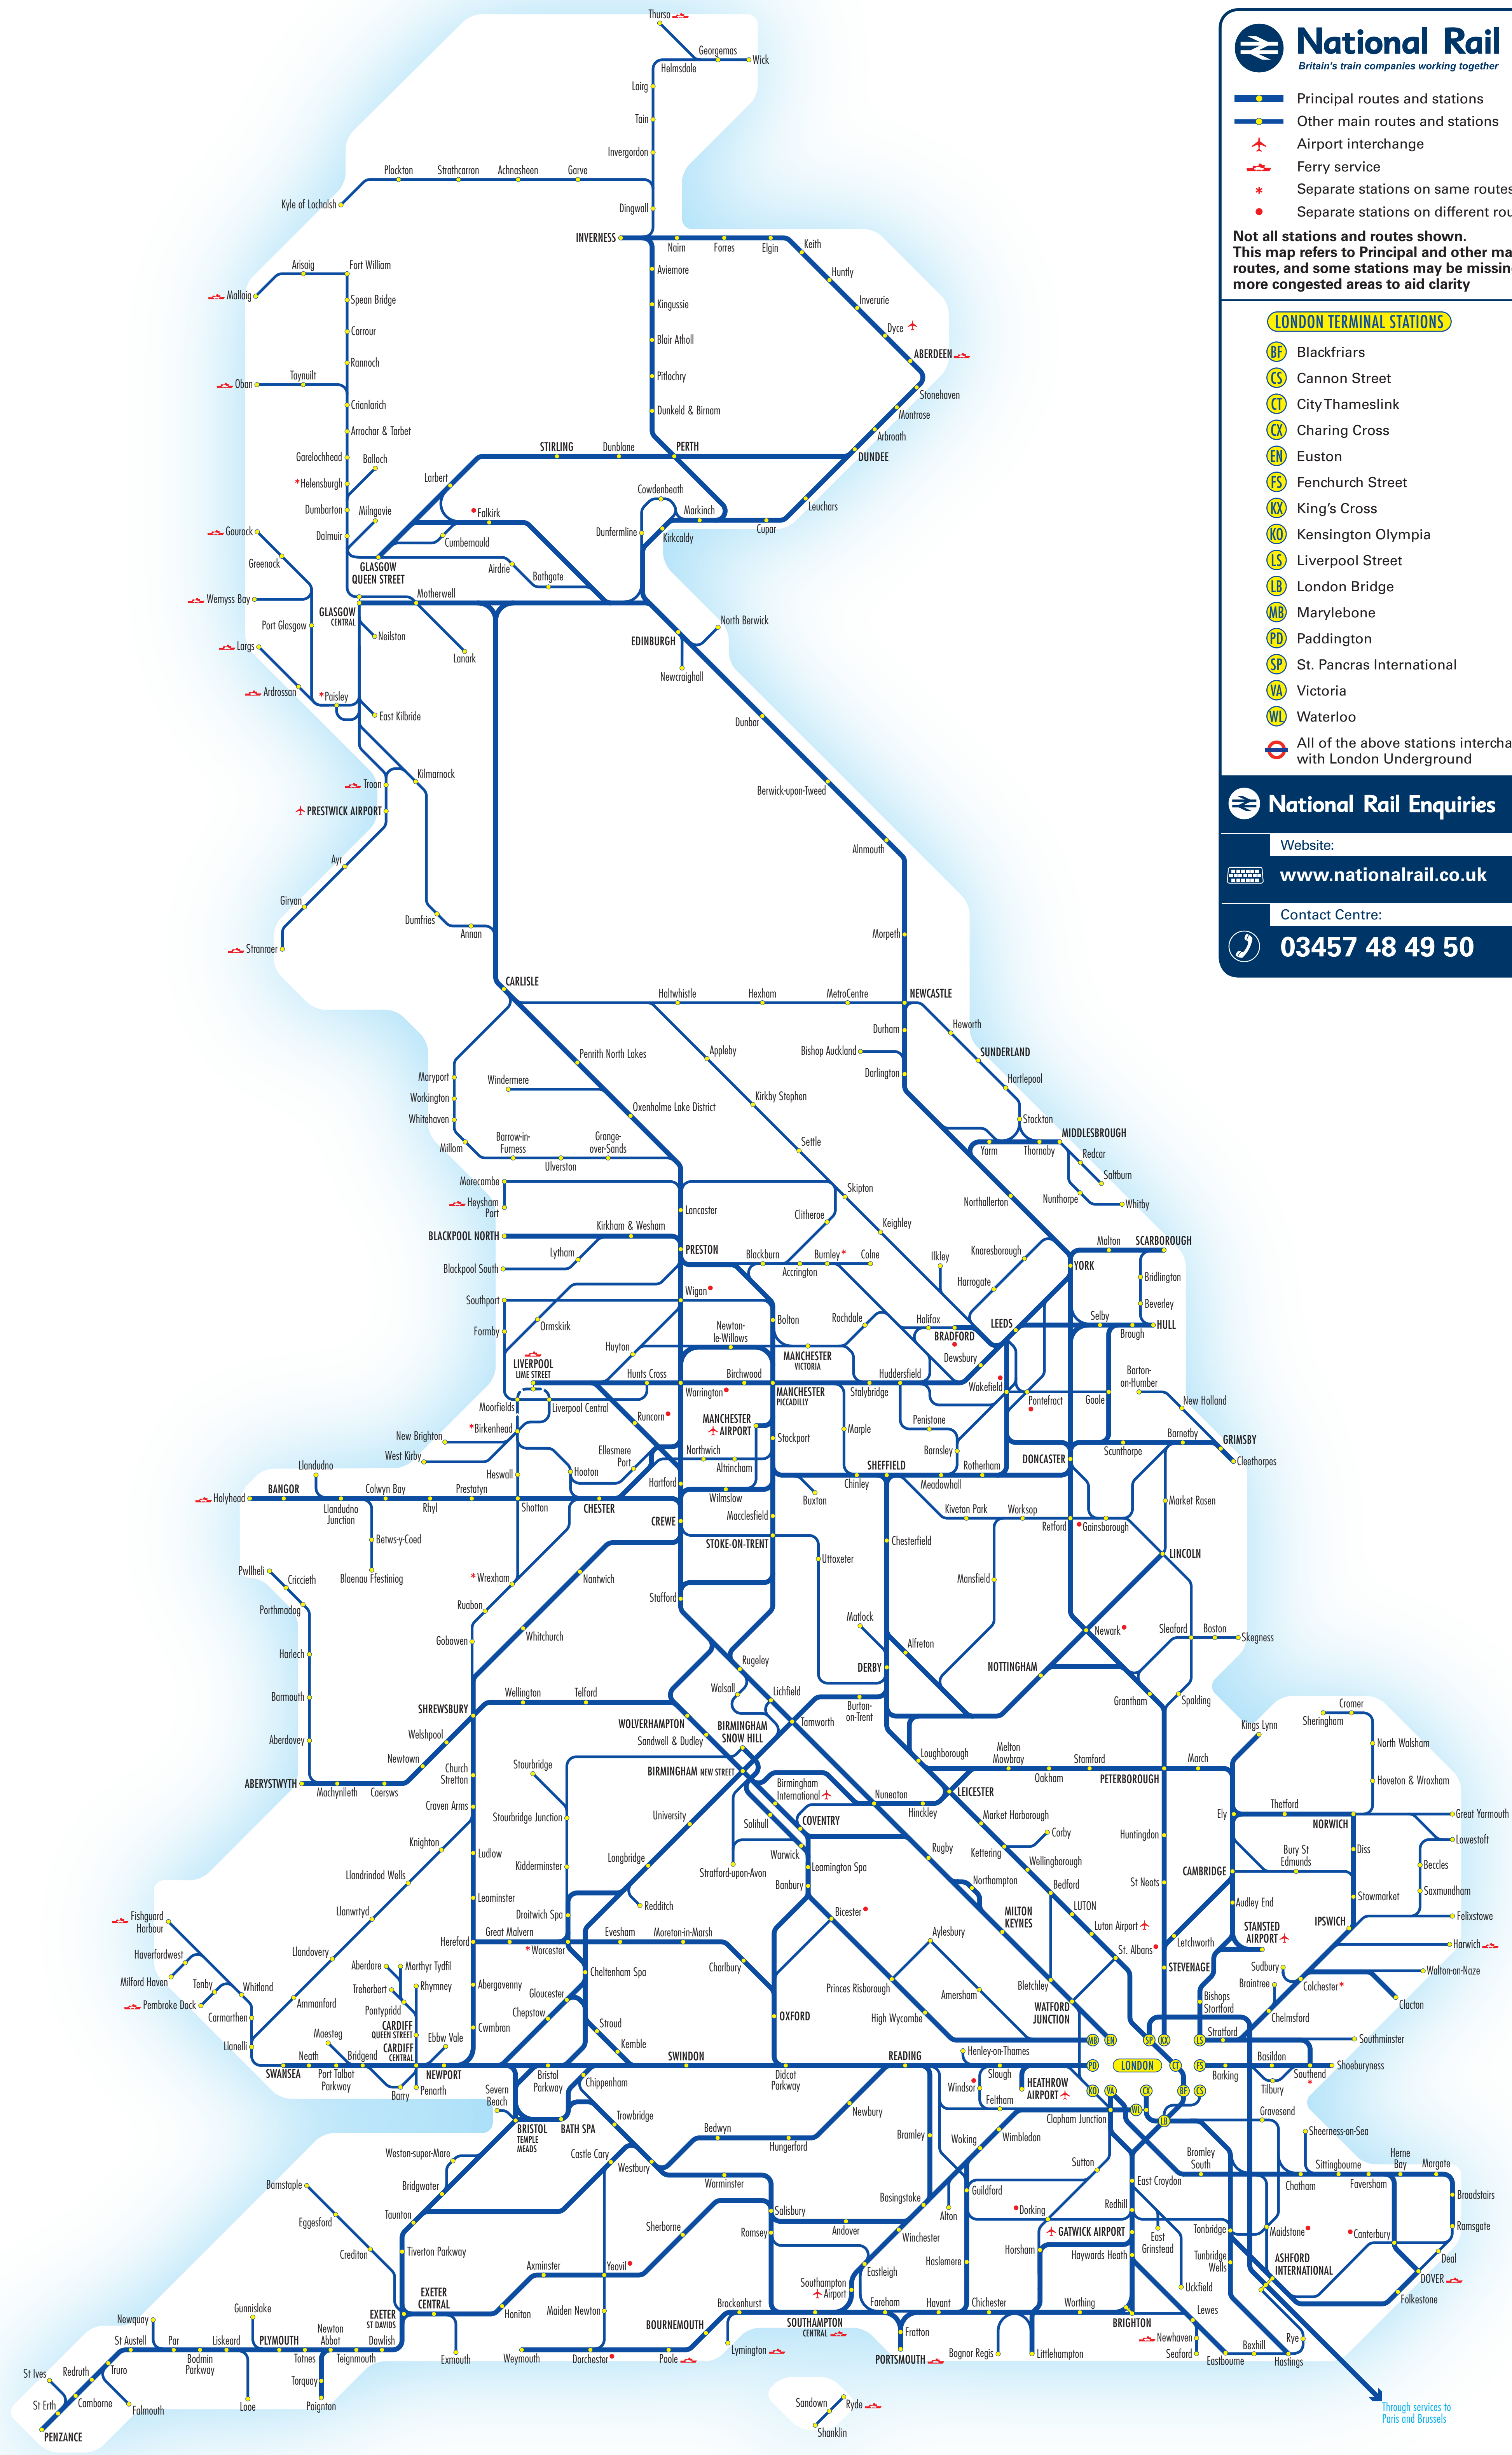 National Rail
Britain's train companies working together
Principal routes and stations
Other main routes and stations
Airport interchange
Ferry service
* Separate stations on same routes
Separate stations on different rou
Not all stations and routes shown.
This map refers to Principal and other ma
routes, and some stations may be missin
more congested areas to aid clarity
LONDON TERMINAL STATIONS
BF Blackfriars
CS Cannon Street
CT City Thameslink
CX Charing Cross
EN Euston
FS Fenchurch Street
KX King's Cross
KO Kensington Olympia
LS Liverpool Street
LB London Bridge
MB Marylebone
PD Paddington
SP St. Pancras International
VA Victoria
WL Waterloo
All of the above stations intercha
with London Underground
National Rail Enquiries
Website:
www.nationalrail.co.uk
Contact Centre:
03457 48 49 50
Thurso
Georgemas
Wick
Helmsdale
Lairg
Tain
Invergordon
Plockton
Strathcarron
Achnasheen
Garve
Kyle of Lochalsh
Dingwall
INVERNESS
Nairn
Forres
Elgin
Keith
Huntly
Inverurie
Dyce
ABERDEEN
Stonehaven
Montrose
Arbroath
DUNDEE
Leuchars
Cupar
Aviemore
Kingussie
Blair Atholl
Pitlochry
Dunkeld & Birnam
PERTH
Dunblane
STIRLING
Larbert
Arisaig
Fort William
Mallaig
Spean Bridge
Corrour
Rannoch
Oban
Taynuilt
Crianlarich
Arrochar & Tarbet
Garelochhead
Balloch
*Helensburgh
Dumbarton
Milngavie
Dalmuir
Gourock
Greenock
Wemyss Bay
Port Glasgow
Largs
Ardrossan
*Paisley
GLASGOW
QUEEN STREET
GLASGOW
CENTRAL
Falkirk
Cumbernauld
Airdrie
Bathgate
Cowdenbeath
Markinch
Dunfermline
Kirkcaldy
Motherwell
Neilston
Lanark
East Kilbride
EDINBURGH
North Berwick
Newcraighall
Dunbar
Berwick-upon-Tweed
Alnmouth
Morpeth
Kilmarnock
Troon
PRESTWICK AIRPORT
Ayr
Girvan
Stranraer
Dumfries
Annan
CARLISLE
Haltwhistle
Hexham
MetroCentre
NEWCASTLE
Heworth
SUNDERLAND
Hartlepool
Stockton
MIDDLESBROUGH
Durham
Bishop Auckland
Darlington
Yarm
Thornaby
Redcar
Saltburn
Nunthorpe
Whitby
Northallerton
Penrith North Lakes
Appleby
Kirkby Stephen
Settle
Oxenholme Lake District
Windermere
Maryport
Workington
Whitehaven
Millom
Barrow-in-
Furness
Ulverston
Grange-
over-Sands
Morecambe
Heysham
Port
Lancaster
Skipton
Clitheroe
Keighley
BLACKPOOL NORTH
Kirkham & Wesham
PRESTON
Lytham
Blackpool South
Blackburn
Accrington
Burnley *
Colne
Ilkley
Knaresborough
Harrogate
Malton
SCARBOROUGH
YORK
Bridlington
Beverley
HULL
Selby
Brough
Southport
Formby
Ormskirk
Wigan
Bolton
Rochdale
Halifax
BRADFORD
LEEDS
Newton-
le-Willows
Huyton
MANCHESTER
VICTORIA
Dewsbury
Huddersfield
Stalybridge
Wakefield
Pontefract
Goole
Barton-
on-Humber
New Holland
LIVERPOOL
LIME STREET
Hunts Cross
Birchwood
Warrington
MANCHESTER
PICCADILLY
Moorfields
Liverpool Central
Runcorn
MANCHESTER
AIRPORT
Stockport
Marple
Penistone
Barnsley
Barnetby
GRIMSBY
Cleethorpes
Scunthorpe
DONCASTER
*Birkenhead
New Brighton
West Kirby
Heswall
Hooton
Ellesmere
Port
Northwich
Altrincham
Hartford
Wilmslow
Buxton
Chinley
SHEFFIELD
Meadowhall
Rotherham
Llandudno
BANGOR
Holyhead
Colwyn Bay
Prestatyn
Llandudno
Junction
Rhyl
Shotton
CHESTER
CREWE
Macclesfield
STOKE-ON-TRENT
Chesterfield
Kiveton Park
Worksop
Retford
Gainsborough
Market Rasen
LINCOLN
Betws-y-Coed
Blaenau Ffestiniog
Pwllheli
Criccieth
Porthmadog
Harlech
Barmouth
Aberdovey
ABERYSTWYTH
Machynlleth
Caersws
Newtown
Welshpool
*Wrexham
Ruabon
Gobowen
Nantwich
Whitchurch
Stafford
Uttoxeter
Matlock
Mansfield
Alfreton
DERBY
NOTTINGHAM
Newark
Sleaford
Boston
Skegness
Grantham
Spalding
SHREWSBURY
Wellington
Telford
WOLVERHAMPTON
Sandwell & Dudley
Rugeley
Walsall
Lichfield
Tamworth
Burton-
on-Trent
BIRMINGHAM
SNOW HILL
BIRMINGHAM NEW STREET
Birmingham
International
Loughborough
Melton
Mowbray
Oakham
Stamford
PETERBOROUGH
March
Kings Lynn
Sheringham
Cromer
North Walsham
Hoveton & Wroxham
Great Yarmouth
Lowestoft
Beccles
Saxmundham
Felixstowe
Harwich
Walton-on-Naze
Clacton
Ely
Thetford
NORWICH
Diss
Stowmarket
IPSWICH
Bury St
Edmunds
CAMBRIDGE
Huntingdon
St Neots
Audley End
STANSTED
AIRPORT
Sudbury
Braintree
Colchester *
Chelmsford
Church
Stretton
Craven Arms
Knighton
Llandrindod Wells
Llanwrtyd
Llandovery
Ammanford
Ludlow
Leominster
Hereford
Abergavenny
Cwmbran
Stourbridge
Stourbridge Junction
Kidderminster
Droitwich Spa
Great Malvern
*Worcester
University
Longbridge
Redditch
Solihull
COVENTRY
Nuneaton
Hinckley
LEICESTER
Market Harborough
Corby
Kettering
Wellingborough
Bedford
LUTON
Luton Airport
St. Albans
Warwick
Leamington Spa
Stratford-upon-Avon
Banbury
Rugby
Northampton
MILTON
KEYNES
Bletchley
WATFORD
JUNCTION
Bicester
Aylesbury
Princes Risborough
Amersham
High Wycombe
Letchworth
STEVENAGE
Bishops
Stortford
Evesham
Moreton-in-Marsh
Charlbury
OXFORD
Cheltenham Spa
Gloucester
Chepstow
Stroud
Kemble
Fishguard
Harbour
Haverfordwest
Milford Haven
Tenby
Pembroke Dock
Whitland
Carmarthen
Llanelli
SWANSEA
Neath
Port Talbot
Parkway
Maesteg
Bridgend
Aberdare
Merthyr Tydfil
Treherbert
Rhymney
Pontypridd
CARDIFF
QUEEN STREET
CARDIFF
CENTRAL
Ebbw Vale
Barry
Penarth
NEWPORT
Severn
Beach
Bristol
Parkway
BRISTOL
TEMPLE
MEADS
BATH SPA
Chippenham
SWINDON
Didcot
Parkway
READING
Henley-on-Thames
Slough
Windsor
HEATHROW
AIRPORT
Feltham
MB
EN
SP
KX
LS
PD
LONDON
CT
FS
KO
VA
CX
BF
CS
WL
LB
Stratford
Barking
Basildon
Tilbury
Southend
*
Southminster
Shoeburyness
Clapham Junction
Wimbledon
Gravesend
Sheerness-on-Sea
Bromley
South
Chatham
Sittingbourne
Faversham
Herne
Bay
Margate
Broadstairs
Ramsgate
Canterbury
Deal
DOVER
Folkestone
Maidstone
ASHFORD
INTERNATIONAL
Tonbridge
Tunbridge
Wells
East Croydon
Redhill
Sutton
Dorking
GATWICK AIRPORT
Horsham
Haywards Heath
East
Grinstead
Uckfield
Lewes
Newhaven
Seaford
Eastbourne
Bexhill
Hastings
Rye
Trowbridge
Westbury
Castle Cary
Bedwyn
Hungerford
Newbury
Bramley
Woking
Guildford
Basingstoke
Alton
Haslemere
Warminster
Salisbury
Andover
Winchester
Romsey
Eastleigh
Southampton
Airport
Weston-super-Mare
Bridgwater
Taunton
Tiverton Parkway
Barnstaple
Eggesford
Crediton
EXETER
CENTRAL
EXETER
ST DAVIDS
Honiton
Axminster
Yeovil
Sherborne
Maiden Newton
Exmouth
Weymouth
Dorchester
Poole
BOURNEMOUTH
Brockenhurst
Lymington
SOUTHAMPTON
CENTRAL
Fareham
Havant
Chichester
Worthing
BRIGHTON
Fratton
PORTSMOUTH
Bognor Regis
Littlehampton
Newquay
Gunnislake
St Austell
Par
Bodmin
Parkway
Liskeard
PLYMOUTH
Totnes
Newton
Abbot
Teignmouth
Dawlish
Torquay
Paignton
Looe
St Ives
Redruth
Truro
St Erth
Camborne
Falmouth
PENZANCE
Sandown
Ryde
Shanklin
Through services to
Paris and Brussels